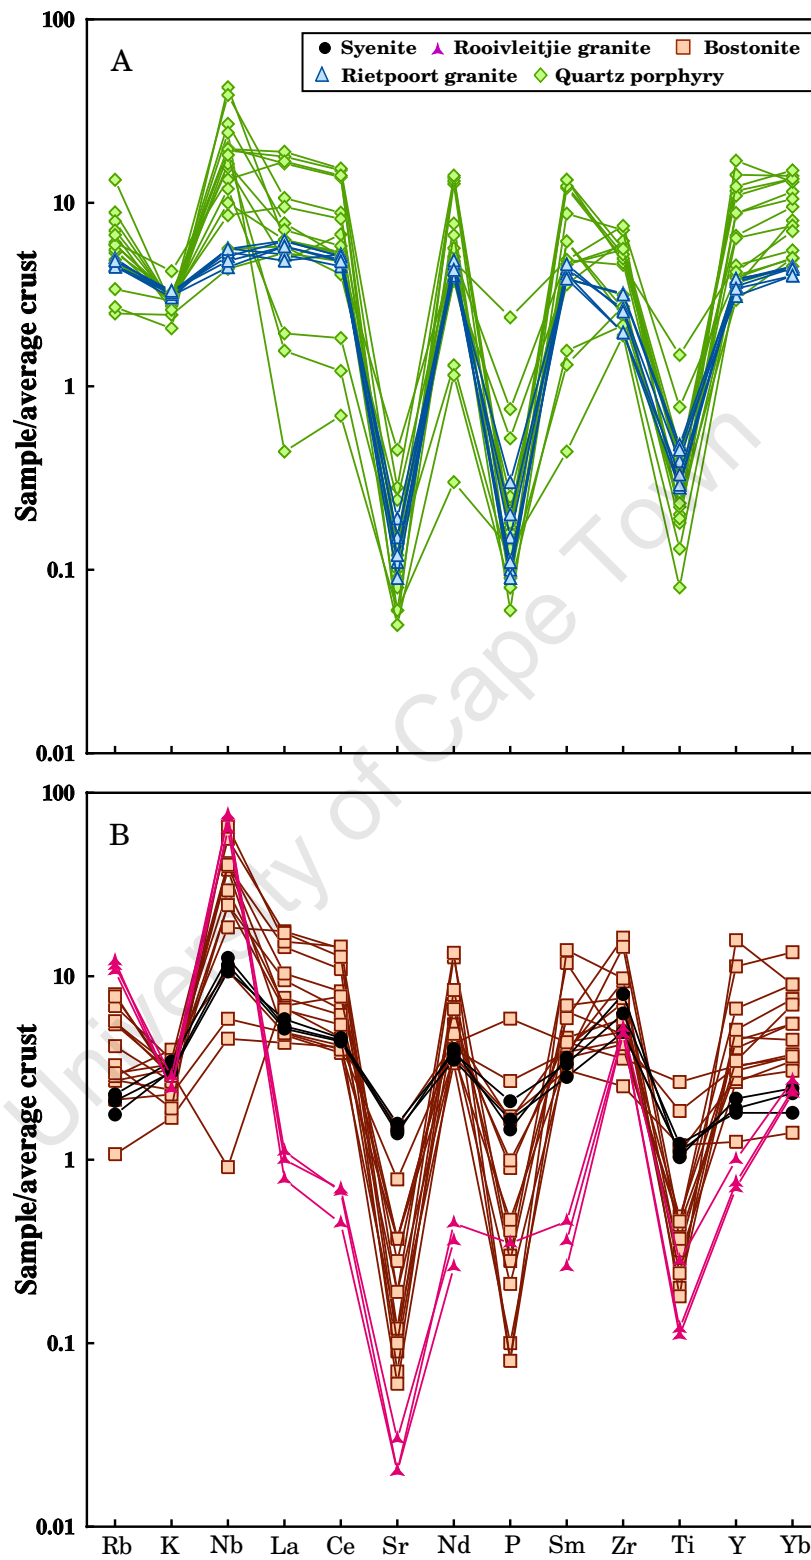 100
A
Syenite Rooivleitjie granite Bostonite
Rietpoort granite Quartz porphyry
10
1
0.1
0.01
Sample/average crust
100
B
10
1
0.1
0.01
Sample/average crust
Rb K Nb La Ce Sr Nd P Sm Zr Ti Y Yb
University of Cape Town